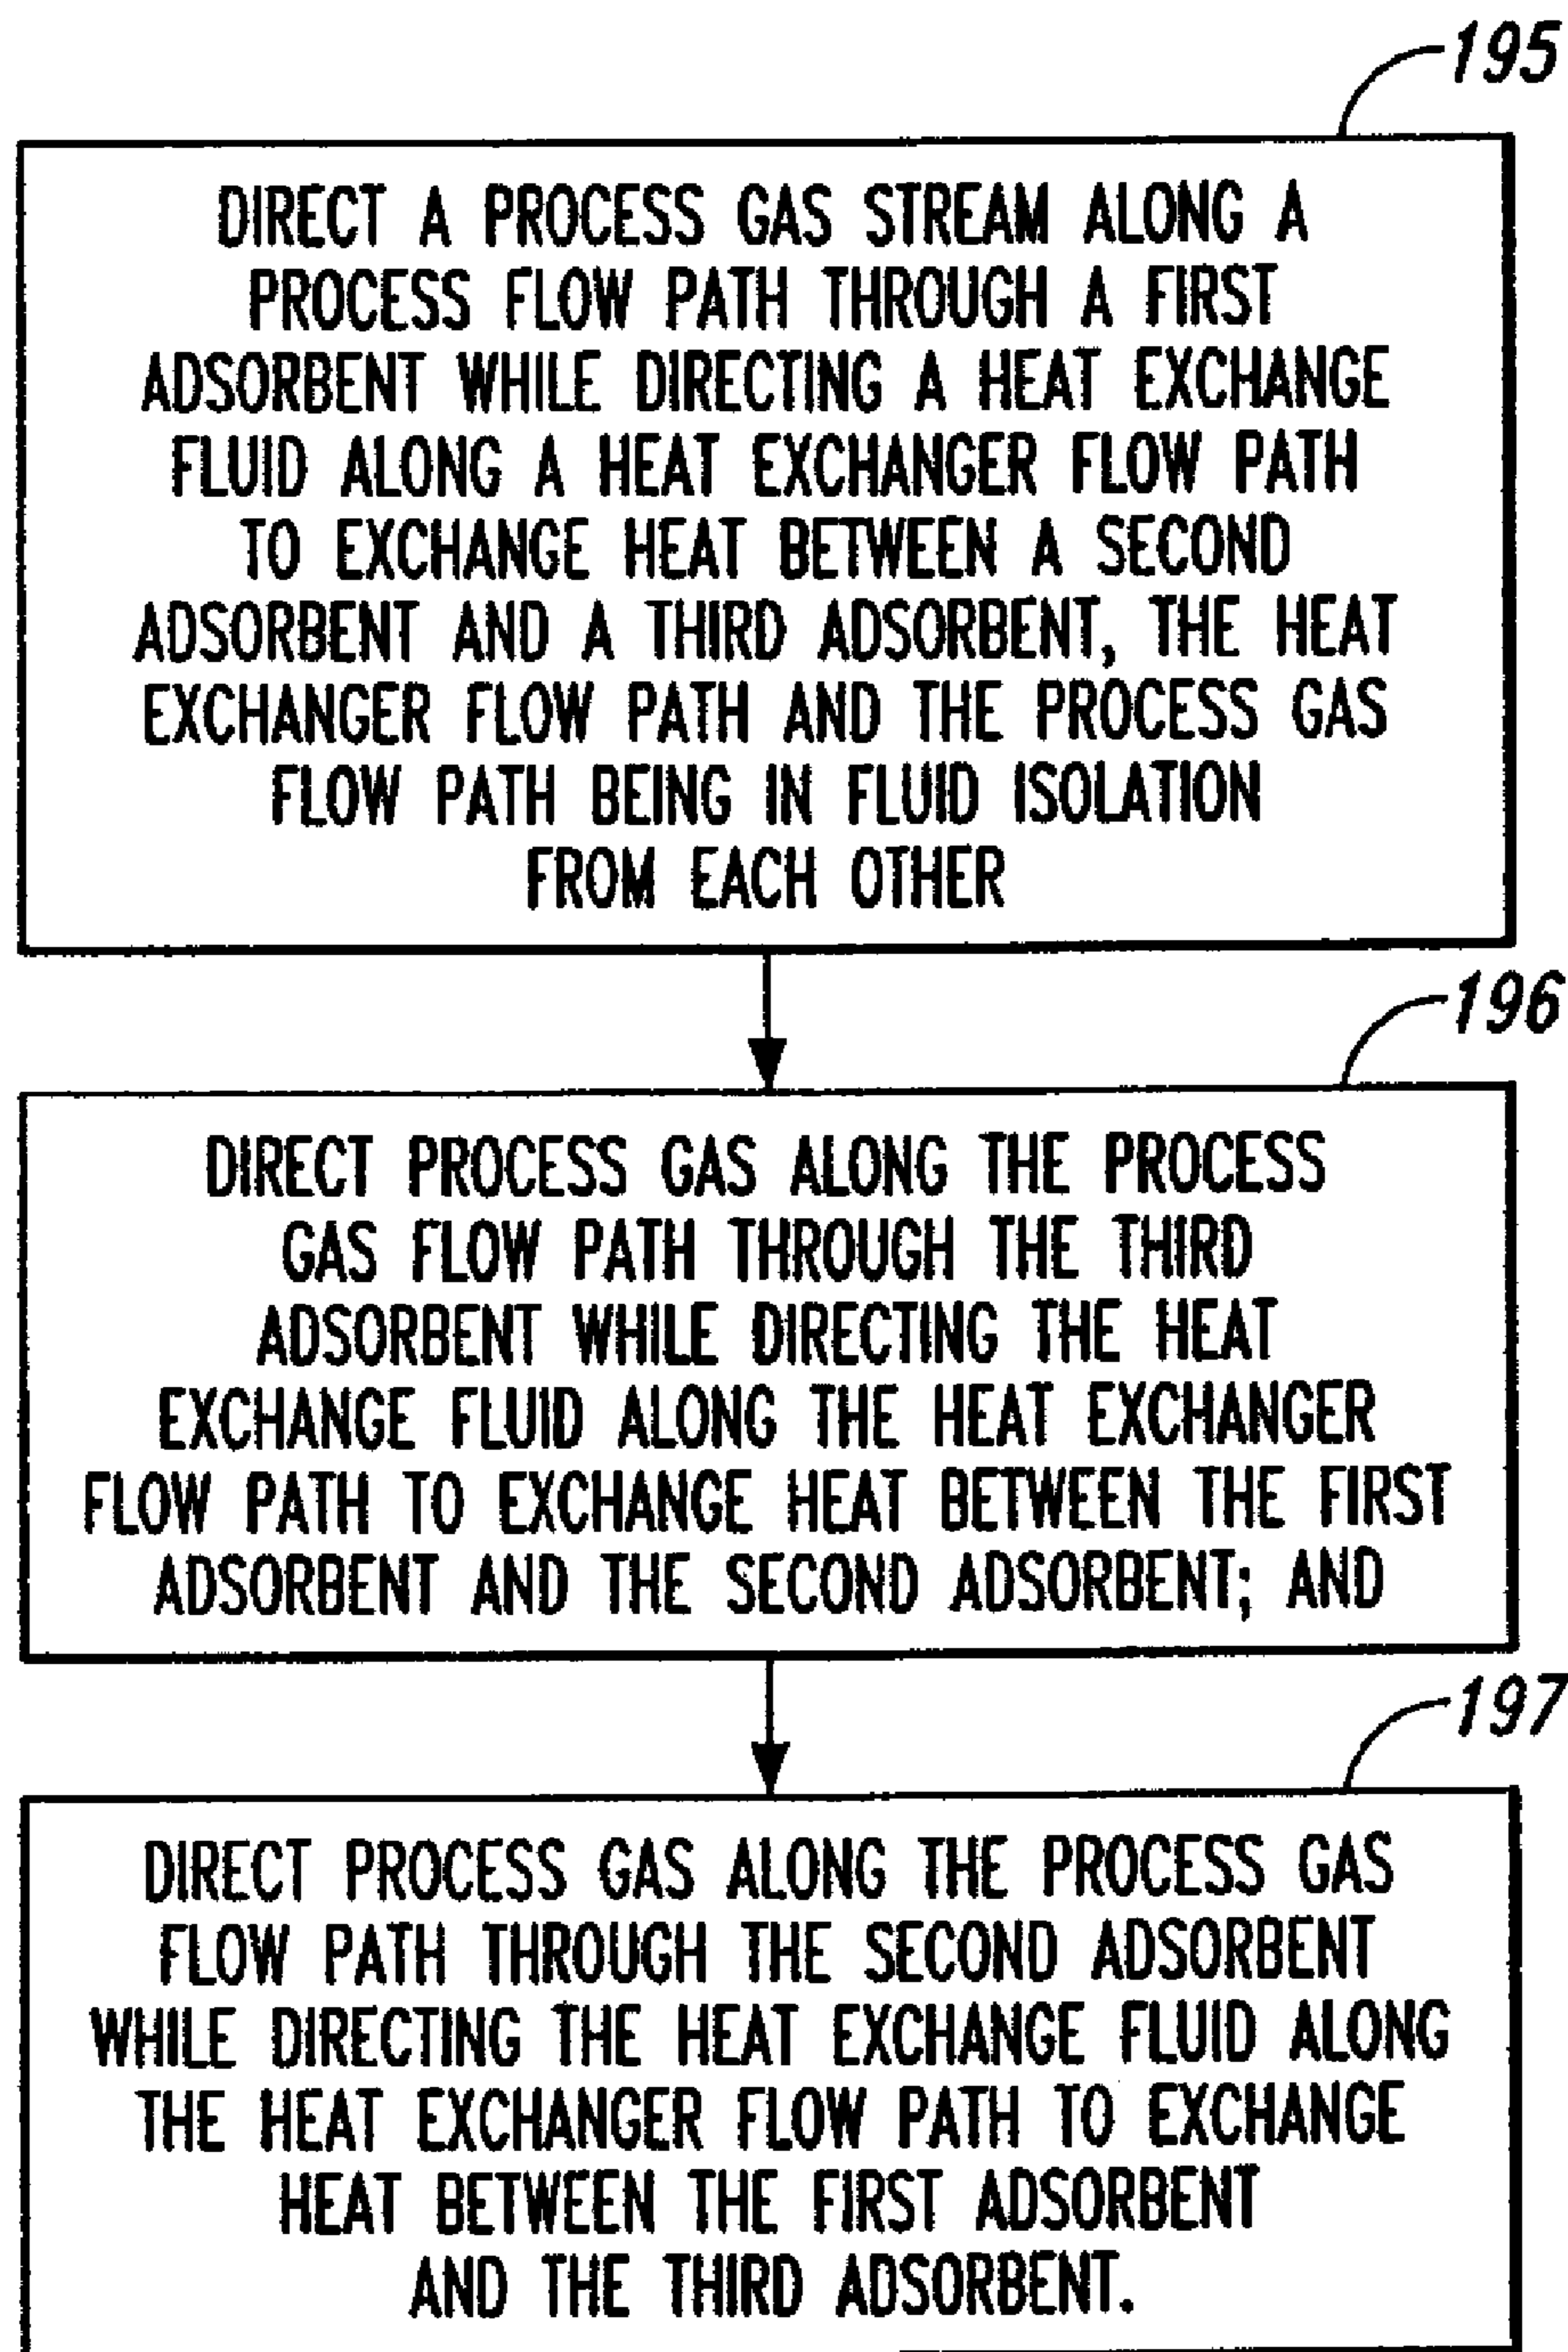 195
DIRECT A PROCESS GAS STREAM ALONG A
PROCESS FLOW PATH THROUGH A FIRST
ADSORBENT WHILE DIRECTING A HEAT EXCHANGE
FLUID ALONG A HEAT EXCHANGER FLOW PATH
TO EXCHANGE HEAT BETWEEN A SECOND
ADSORBENT AND A THIRD ADSORBENT, THE HEAT
EXCHANGER FLOW PATH AND THE PROCESS GAS
FLOW PATH BEING IN FLUID ISOLATION
FROM EACH OTHER
196
DIRECT PROCESS GAS ALONG THE PROCESS
GAS FLOW PATH THROUGH THE THIRD
ADSORBENT WHILE DIRECTING THE HEAT
EXCHANGE FLUID ALONG THE HEAT EXCHANGER
FLOW PATH TO EXCHANGE HEAT BETWEEN THE FIRST
ADSORBENT AND THE SECOND ADSORBENT; AND
197
DIRECT PROCESS GAS ALONG THE PROCESS GAS
FLOW PATH THROUGH THE SECOND ADSORBENT
WHILE DIRECTING THE HEAT EXCHANGE FLUID ALONG
THE HEAT EXCHANGER FLOW PATH TO EXCHANGE
HEAT BETWEEN THE FIRST ADSORBENT
AND THE THIRD ADSORBENT.